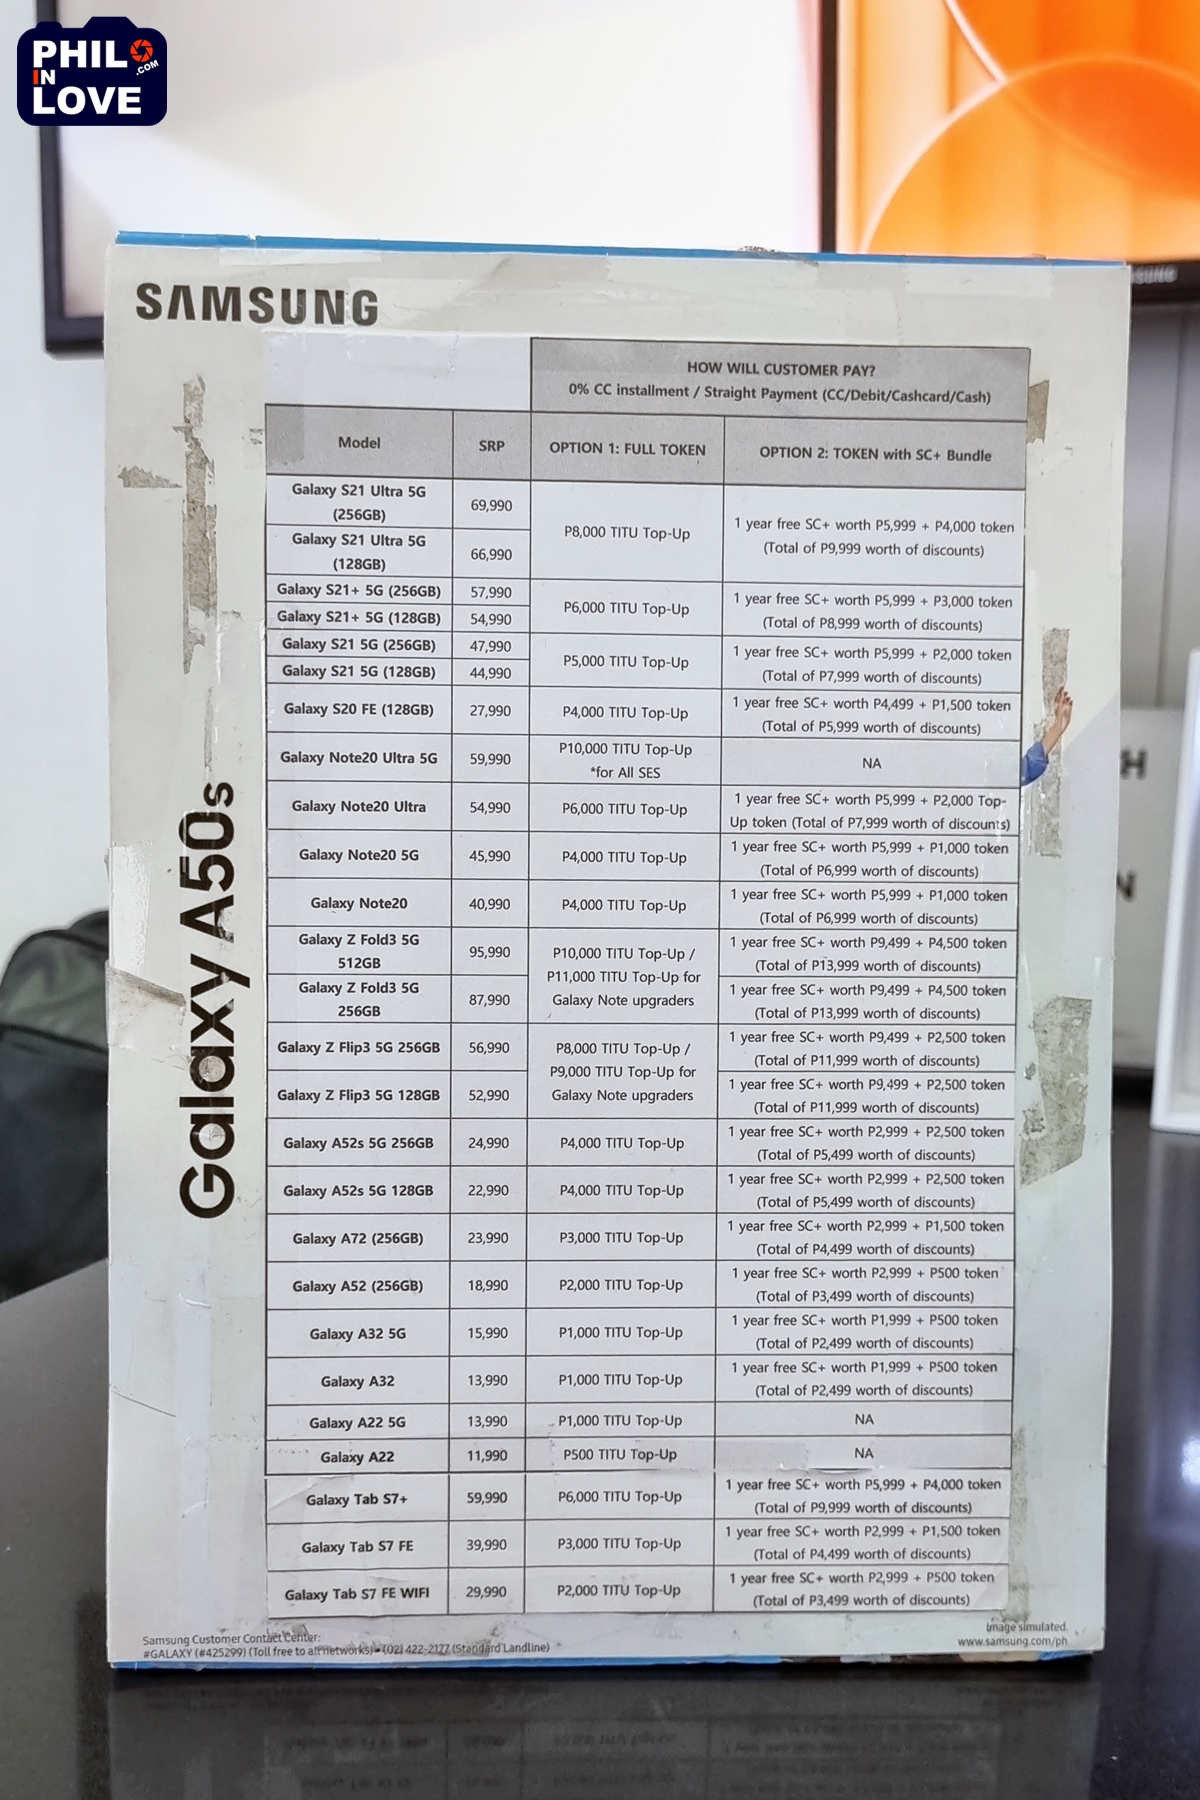 PHIL
IN .COM
LOVE
SAMSUNG
SAMSUNG
Galaxy A50s
HOW WILL CUSTOMER PAY?
0% CC installment / Straight Payment (CC/Debit/Cashcard/Cash)
Model SRP OPTION 1: FULL TOKEN OPTION 2: TOKEN with SC+ Bundle
Galaxy S21 Ultra 5G
(256GB) 69,990
Galaxy S21 Ultra 5G
(128GB) 66,990
P8,000 TITU Top-Up
1 year free SC+ worth P5,999 + P4,000 token
(Total of P9,999 worth of discounts)
Galaxy S21+ 5G (256GB) 57,990
Galaxy S21+ 5G (128GB) 54,990
P6,000 TITU Top-Up
1 year free SC+ worth P5,999 + P3,000 token
(Total of P8,999 worth of discounts)
Galaxy S21 5G (256GB) 47,990
Galaxy S21 5G (128GB) 44,990
P5,000 TITU Top-Up
1 year free SC+ worth P5,999 + P2,000 token
(Total of P7,999 worth of discounts)
Galaxy S20 FE (128GB) 27,990 P4,000 TITU Top-Up
1 year free SC+ worth P4,499 + P1,500 token
(Total of P5,999 worth of discounts)
Galaxy Note20 Ultra 5G 59,990
P10,000 TITU Top-Up
*for All SES
NA
Galaxy Note20 Ultra 54,990 P6,000 TITU Top-Up
1 year free SC+ worth P5,999 + P2,000 Top-
Up token (Total of P7,999 worth of discounts)
Galaxy Note20 5G 45,990 P4,000 TITU Top-Up
1 year free SC+ worth P5,999 + P1,000 token
(Total of P6,999 worth of discounts)
Galaxy Note20 40,990 P4,000 TITU Top-Up
1 year free SC+ worth P5,999 + P1,000 token
(Total of P6,999 worth of discounts)
Galaxy Z Fold3 5G
512GB 95,990
Galaxy Z Fold3 5G
256GB 87,990
P10,000 TITU Top-Up /
P11,000 TITU Top-Up for
Galaxy Note upgraders
1 year free SC+ worth P9,499 + P4,500 token
(Total of P13,999 worth of discounts)
1 year free SC+ worth P9,499 + P4,500 token
(Total of P13,999 worth of discounts)
Galaxy Z Flip3 5G 256GB 56,990
Galaxy Z Flip3 5G 128GB 52,990
P8,000 TITU Top-Up /
P9,000 TITU Top-Up for
Galaxy Note upgraders
1 year free SC+ worth P9,499 + P2,500 token
(Total of P11,999 worth of discounts)
1 year free SC+ worth P9,499 + P2,500 token
(Total of P11,999 worth of discounts)
Galaxy A52s 5G 256GB 24,990 P4,000 TITU Top-Up
1 year free SC+ worth P2,999 + P2,500 token
(Total of P5,499 worth of discounts)
Galaxy A52s 5G 128GB 22,990 P4,000 TITU Top-Up
1 year free SC+ worth P2,999 + P2,500 token
(Total of P5,499 worth of discounts)
Galaxy A72 (256GB) 23,990 P3,000 TITU Top-Up
1 year free SC+ worth P2,999 + P1,500 token
(Total of P4,499 worth of discounts)
Galaxy A52 (256GB) 18,990 P2,000 TITU Top-Up
1 year free SC+ worth P2,999 + P500 token
(Total of P3,499 worth of discounts)
Galaxy A32 5G 15,990 P1,000 TITU Top-Up
1 year free SC+ worth P1,999 + P500 token
(Total of P2,499 worth of discounts)
Galaxy A32 13,990 P1,000 TITU Top-Up
1 year free SC+ worth P1,999 + P500 token
(Total of P2,499 worth of discounts)
Galaxy A22 5G 13,990 P1,000 TITU Top-Up NA
Galaxy A22 11,990 P500 TITU Top-Up NA
Galaxy Tab S7+ 59,990 P6,000 TITU Top-Up
1 year free SC+ worth P5,999 + P4,000 token
(Total of P9,999 worth of discounts)
Galaxy Tab S7 FE 39,990 P3,000 TITU Top-Up
1 year free SC+ worth P2,999 + P1,500 token
(Total of P4,499 worth of discounts)
Galaxy Tab S7 FE WIFI 29,990 P2,000 TITU Top-Up
1 year free SC+ worth P2,999 + P500 token
(Total of P3,499 worth of discounts)
Samsung Customer Contact Center:
#GALAXY (#425299) (Toll free to all networks) • (02) 422-2177 (Standard Landline)
Image simulated.
www.samsung.com/ph